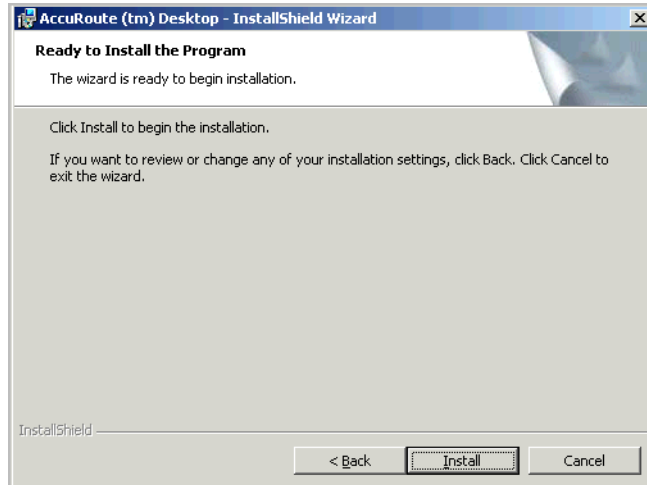 AccuRoute (tm) Desktop - InstallShield Wizard
Ready to Install the Program
The wizard is ready to begin installation.
Click Install to begin the installation.
If you want to review or change any of your installation settings, click Back. Click Cancel to
exit the wizard.
InstallShield
< Back Install Cancel